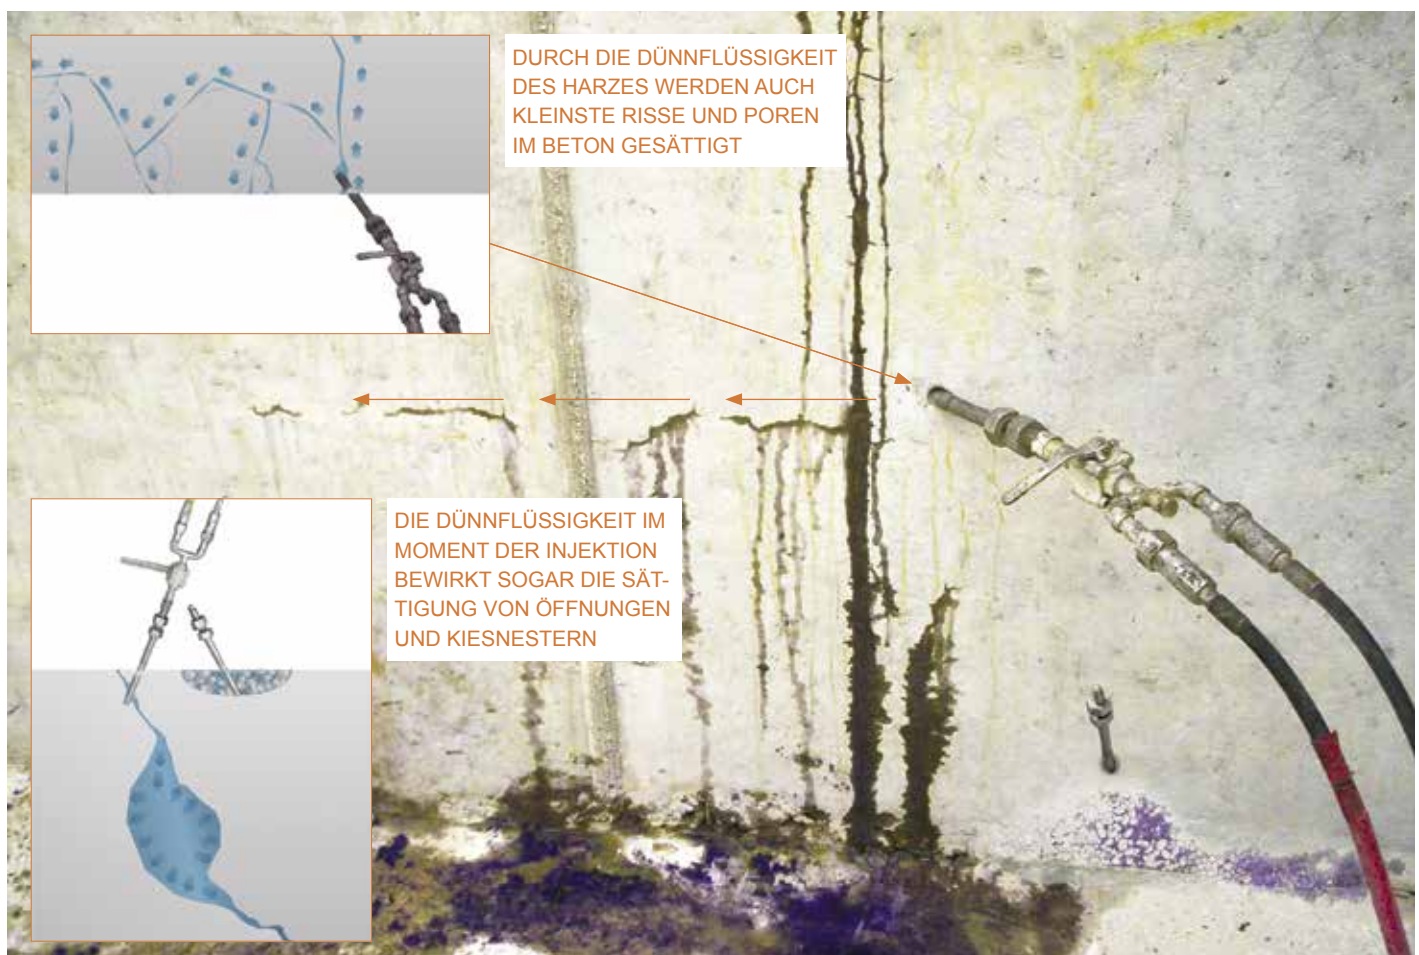 DURCH DIE DÜNNFLÜSSIGKEIT
DES HARZES WERDEN AUCH
KLEINSTE RISSE UND POREN
IM BETON GESÄTTIGT
DIE DÜNNFLÜSSIGKEIT IM
MOMENT DER INJEKTION
BEWIRKT SOGAR DIE SÄT-
TIGUNG VON ÖFFNUNGEN
UND KIESNESTERN